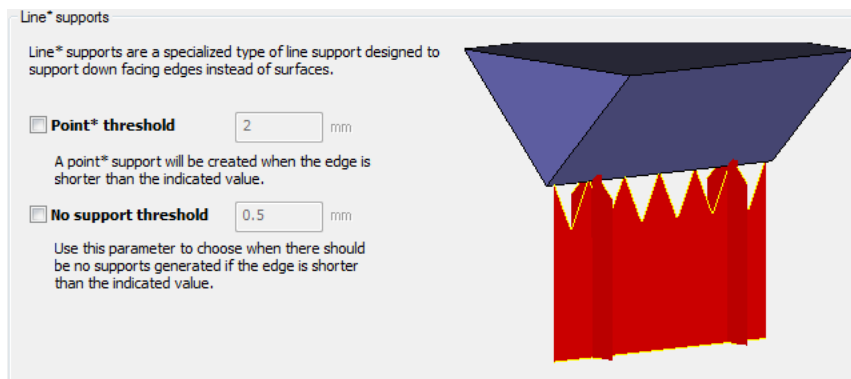 Line* supports
Line* supports are a specialized type of line support designed to
support down facing edges instead of surfaces.
Point* threshold 2 mm
A point* support will be created when the edge is
shorter than the indicated value.
No support threshold 0.5 mm
Use this parameter to choose when there should
be no supports generated if the edge is shorter
than the indicated value.